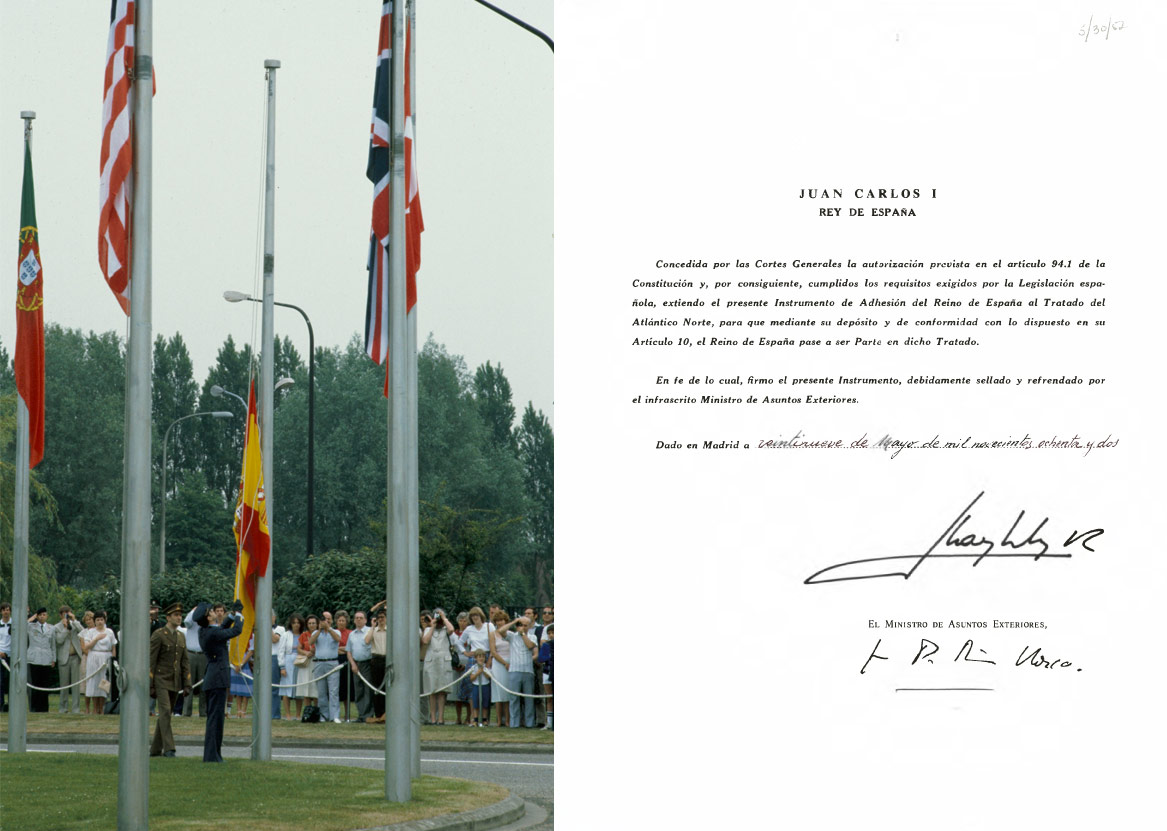 5/30/82
JUAN CARLOS I
REY DE ESPAÑA
Concedida por las Cortes Generales la autorización prevista en el artículo 94.1 de la
Constitución y, por consiguiente, cumplidos los requisitos exigidos por la Legislación espa-
ñola, extiendo el presente Instrumento de Adhesión del Reino de España al Tratado del
Atlántico Norte, para que mediante su depósito y de conformidad con lo dispuesto en su
Artículo 10, el Reino de España pase a ser Parte en dicho Tratado.
En fe de lo cual, firmo el presente Instrumento, debidamente sellado y refrendado por
el infrascrito Ministro de Asuntos Exteriores.
Dado en Madrid a veintinueve de Mayo de mil novecientos ochenta y dos
EL MINISTRO DE ASUNTOS EXTERIORES,